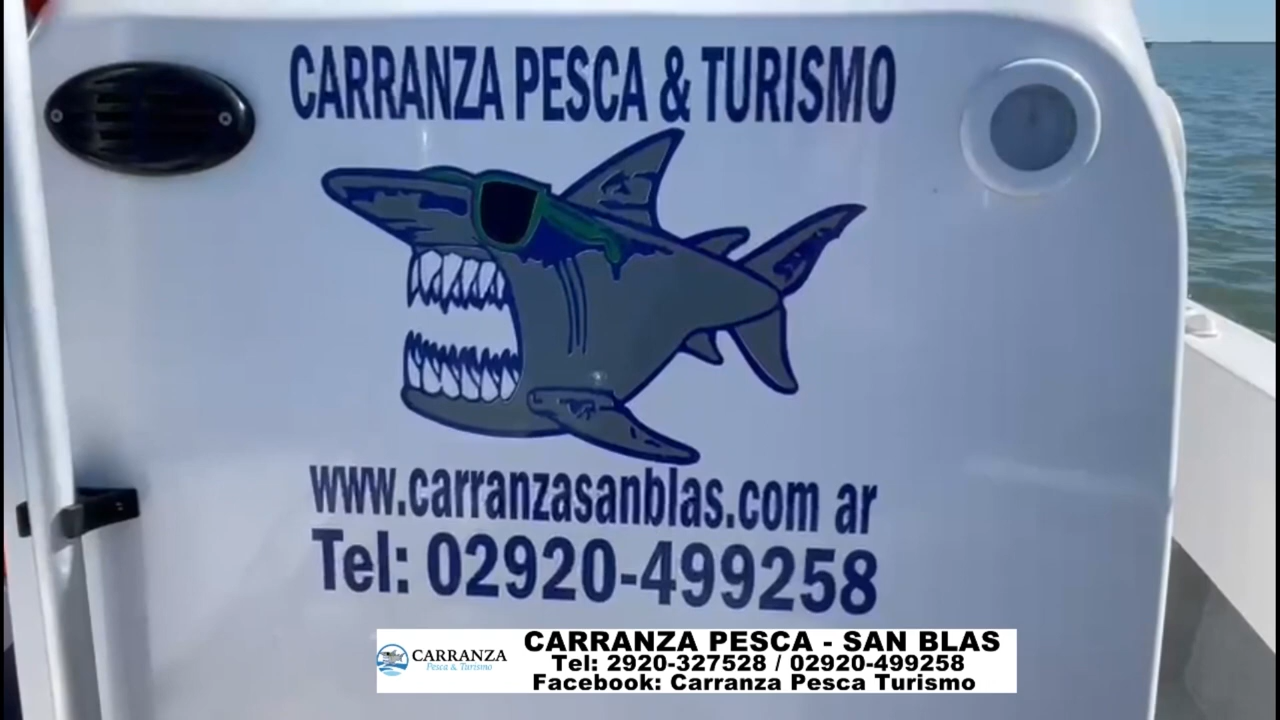 CARRANZA PESCA & TURISMO
www.carranzasanblas.com ar
Tel: 02920-499258
CARRANZA
Pesca & Turismo
CARRANZA PESCA - SAN BLAS
Tel: 2920-327528 / 02920-499258
Facebook: Carranza Pesca Turismo